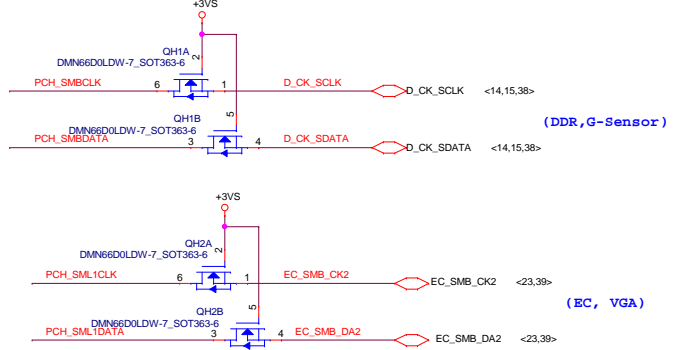 +3VS
QH1A
DMN66D0LDW-7_SOT363-6
2
PCH_SMBCLK
6
1
D_CK_SCLK
D_CK_SCLK
<14,15,38>
5
QH1B
DMN66D0LDW-7_SOT363-6
(DDR,G-Sensor)
PCH_SMBDATA
3
4
D_CK_SDATA
D_CK_SDATA
<14,15,38>
+3VS
QH2A
DMN66D0LDW-7_SOT363-6
2
PCH_SML1CLK
6
1
EC_SMB_CK2
EC_SMB_CK2
<23,39>
5
QH2B
DMN66D0LDW-7_SOT363-6
(EC, VGA)
PCH_SML1DATA
3
4
EC_SMB_DA2
EC_SMB_DA2
<23,39>